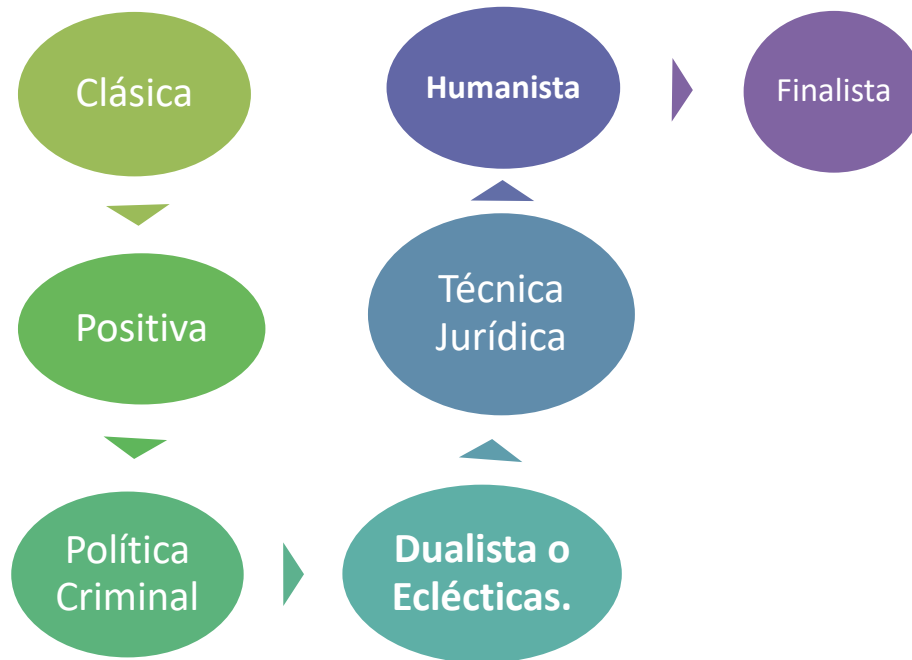 Clásica
Positiva
Política
Criminal
Dualista o
Eclécticas.
Técnica
Jurídica
Humanista
Finalista